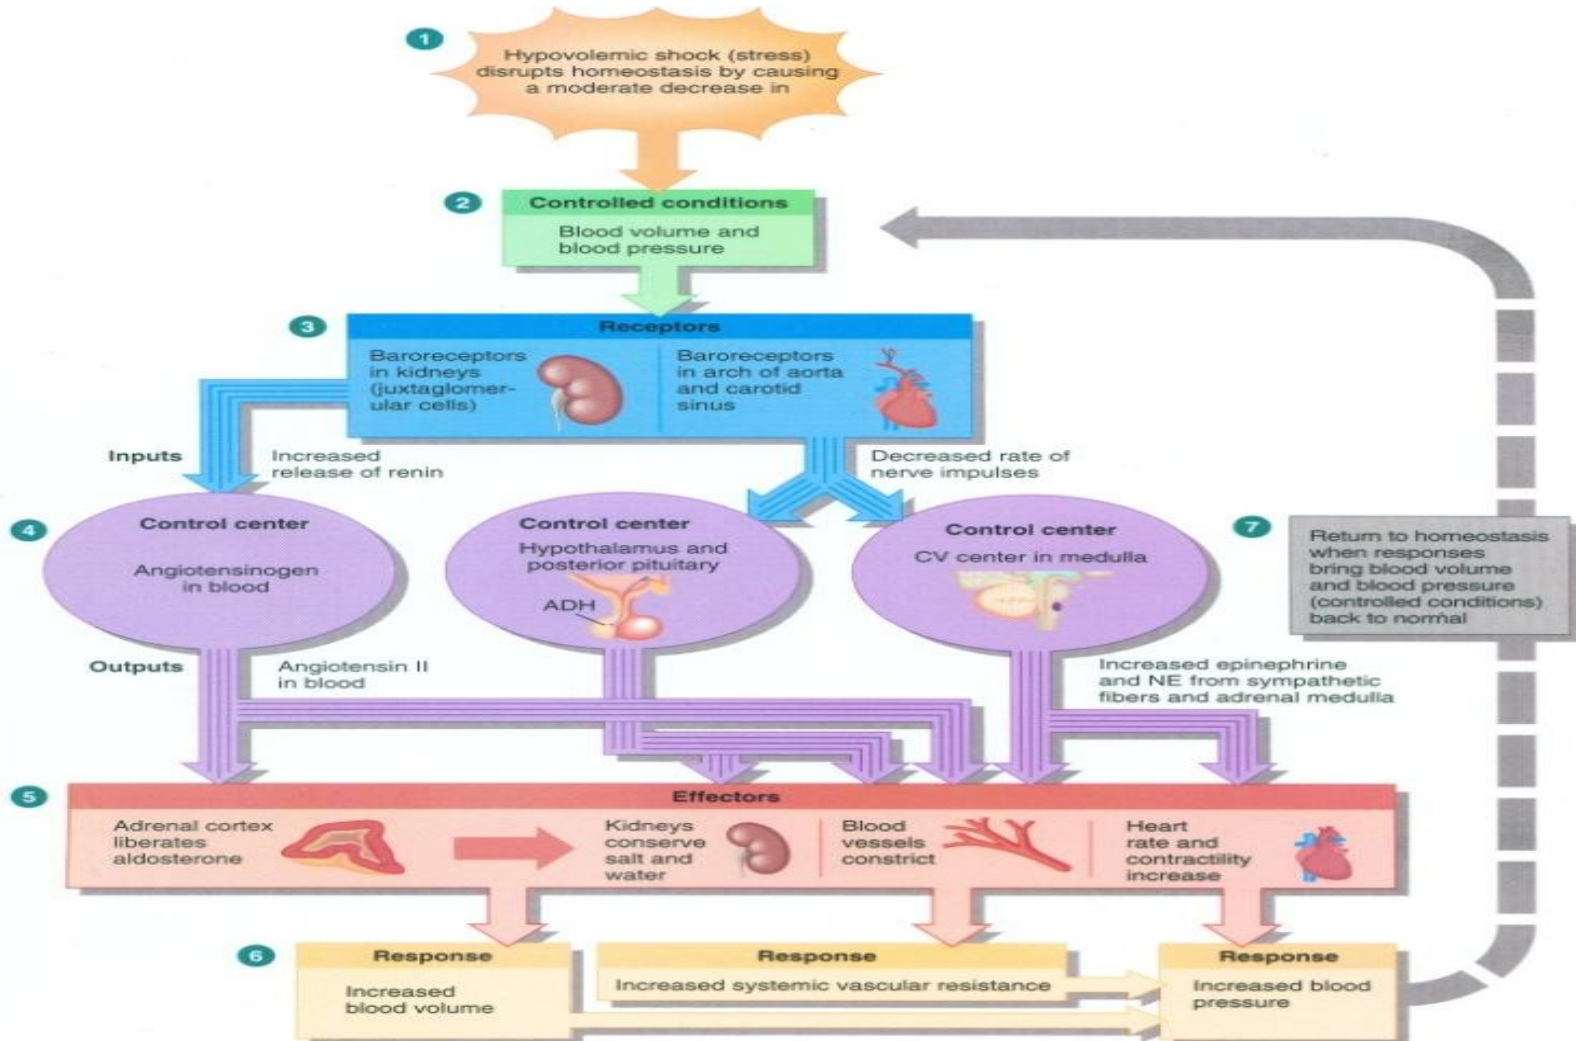 1
Hypovolemic shock (stress)
disrupts homeostasis by causing
a moderate decrease in
2
Controlled conditions
Blood volume and
blood pressure
3
Receptors
Baroreceptors
in kidneys
(juxtaglomer-
ular cells)
Baroreceptors
in arch of aorta
and carotid
sinus
Inputs
Increased
release of renin
Decreased rate of
nerve impulses
4
Control center
Angiotensinogen
in blood
Control center
Hypothalamus and
posterior pituitary
ADH
Control center
CV center in medulla
7
Return to homeostasis
when responses
bring blood volume
and blood pressure
(controlled conditions)
back to normal
Outputs
Angiotensin II
in blood
Increased epinephrine
and NE from sympathetic
fibers and adrenal medulla
5
Effectors
Adrenal cortex
liberates
aldosterone
Kidneys
conserve
salt and
water
Blood
vessels
constrict
Heart
rate and
contractility
increase
6
Response
Increased
blood volume
Response
Increased systemic vascular resistance
Response
Increased blood
pressure